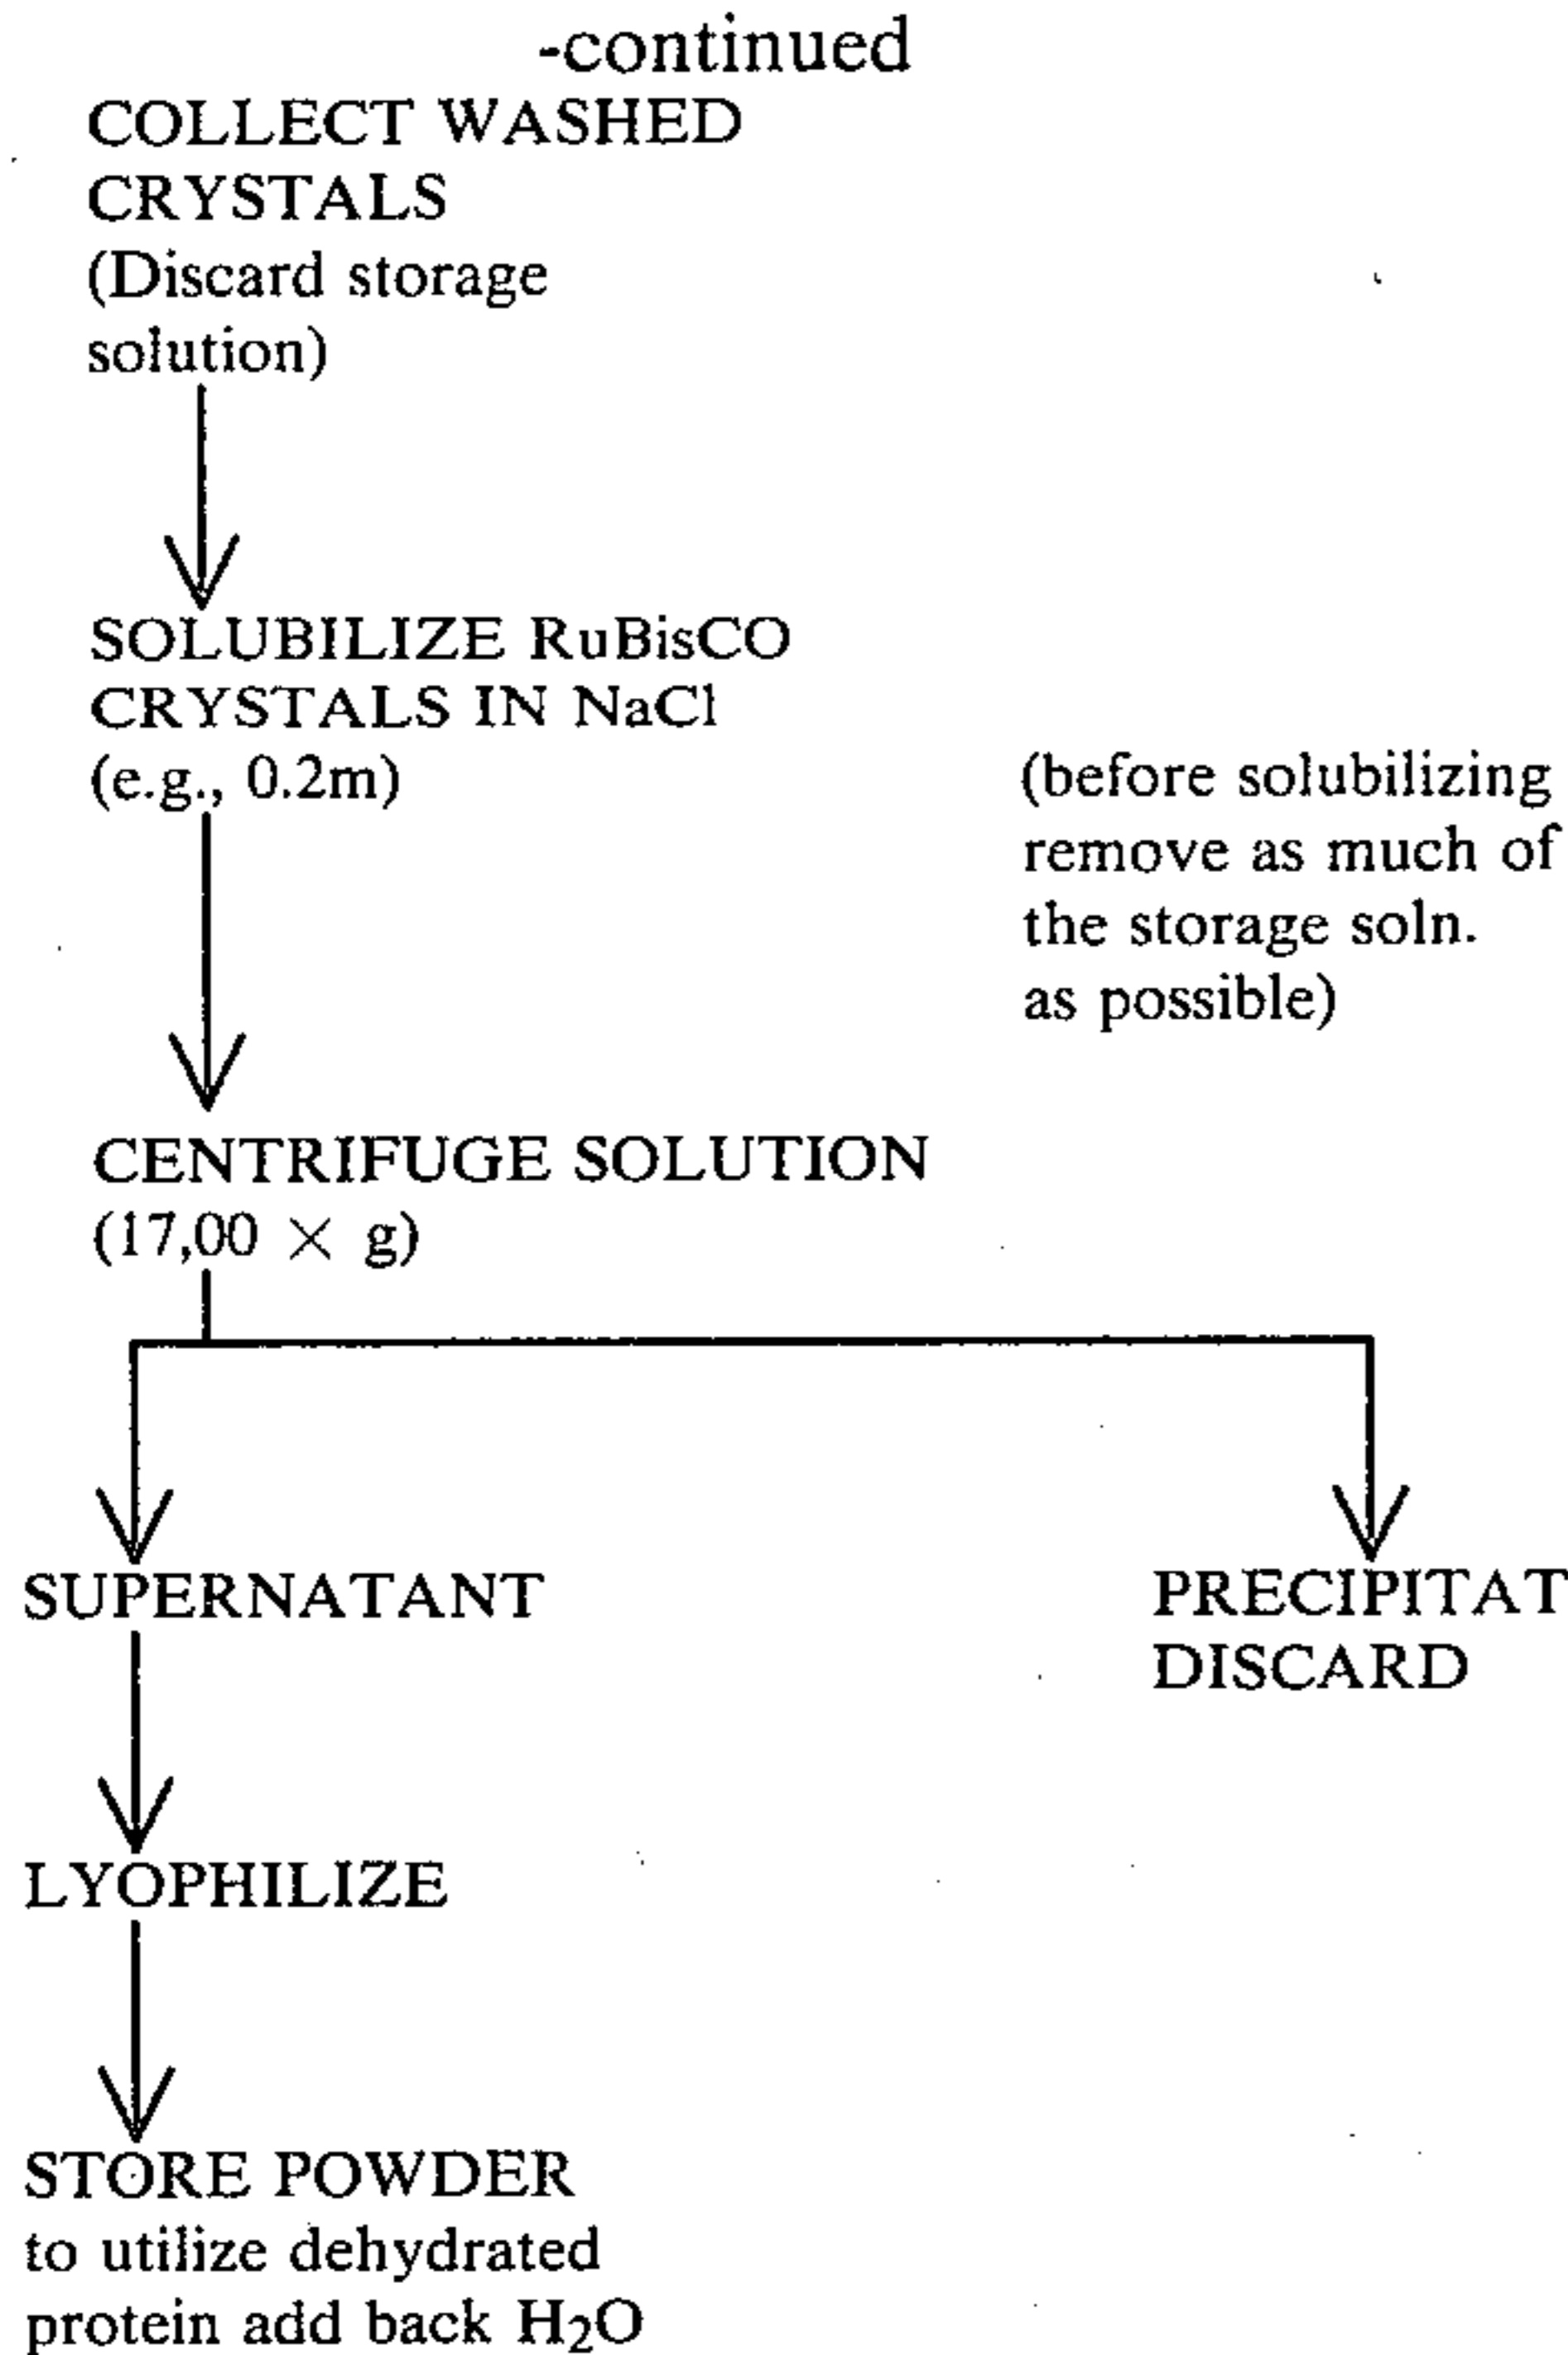 -continued
COLLECT WASHED
CRYSTALS
(Discard storage
solution)
SOLUBILIZE RuBisCO
CRYSTALS IN NaCl
(e.g., 0.2m)
(before solubilizing
remove as much of
the storage soln.
as possible)
CENTRIFUGE SOLUTION
(17,00 × g)
SUPERNATANT
PRECIPITAT
DISCARD
LYOPHILIZE
STORE POWDER
to utilize dehydrated
protein add back H₂O